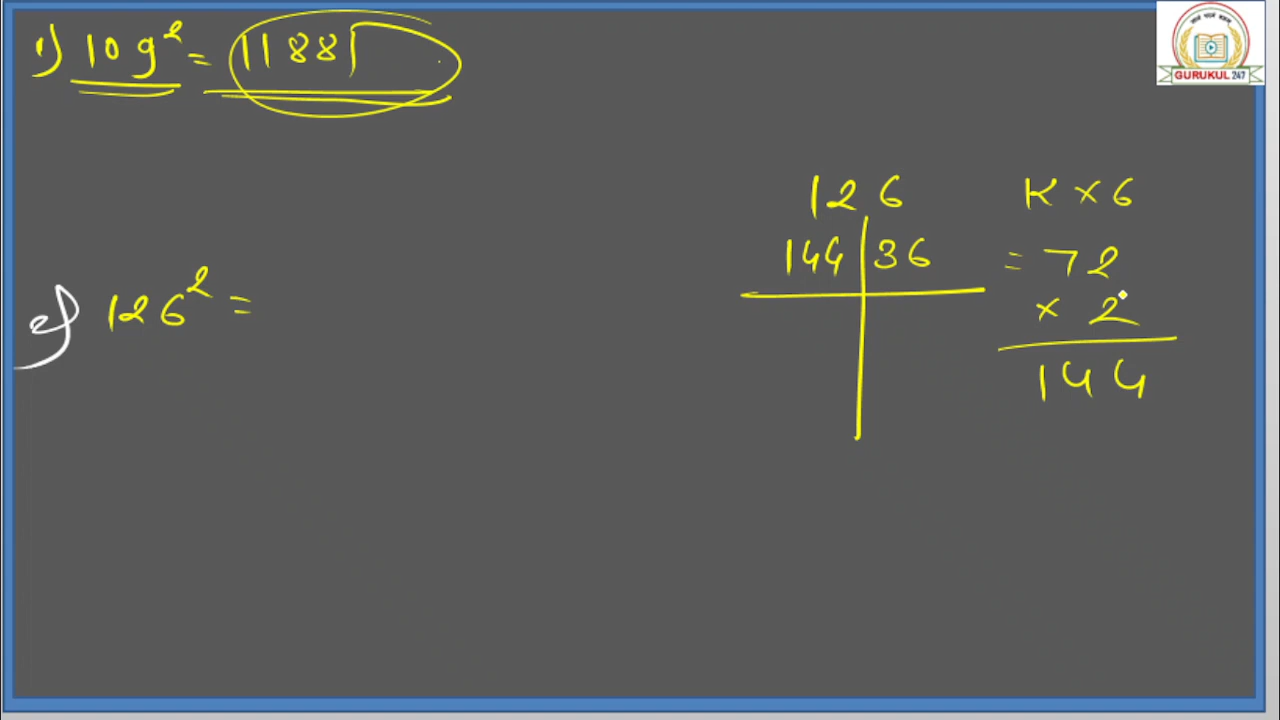 1) 109² = 11881
126 K × 6
144 | 36 = 72
2) 126² = × 2
144
GURUKUL 247